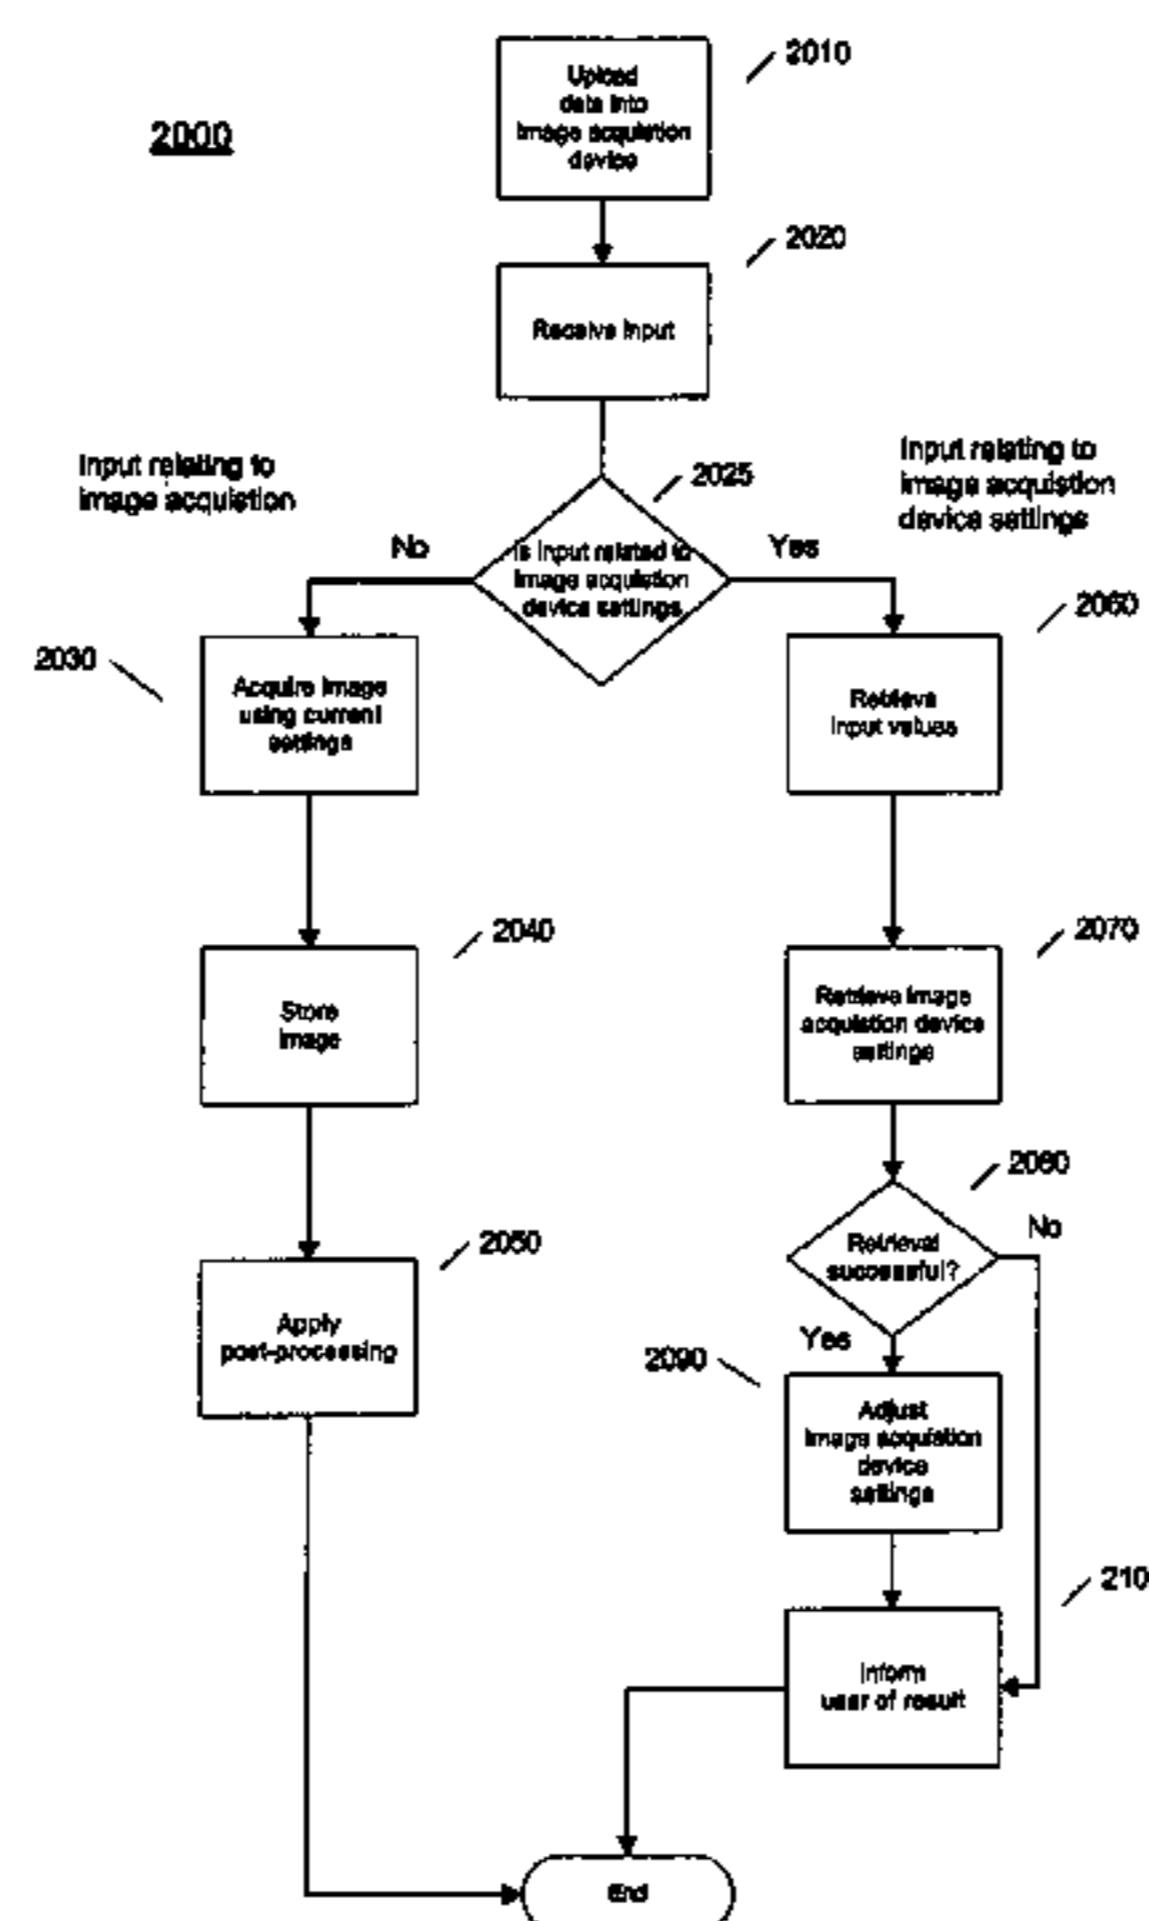 2010
Upload
data into
image acquistion
device
2000
2020
Receive input
Input relating to
image acquistion
Input relating to
image acquistion
device settings
2025
No
Is input related to
image acquistion
device settings
Yes
2060
2030
Acquire image
using current
settings
Retrieve
input values
2040
2070
Store
image
Retrieve image
acquistion device
settings
2080
2050
No
Retrieval
successful?
Apply
post-processing
Yes
2090
Adjust
image acquistion
device
settings
210
Inform
user of result
End